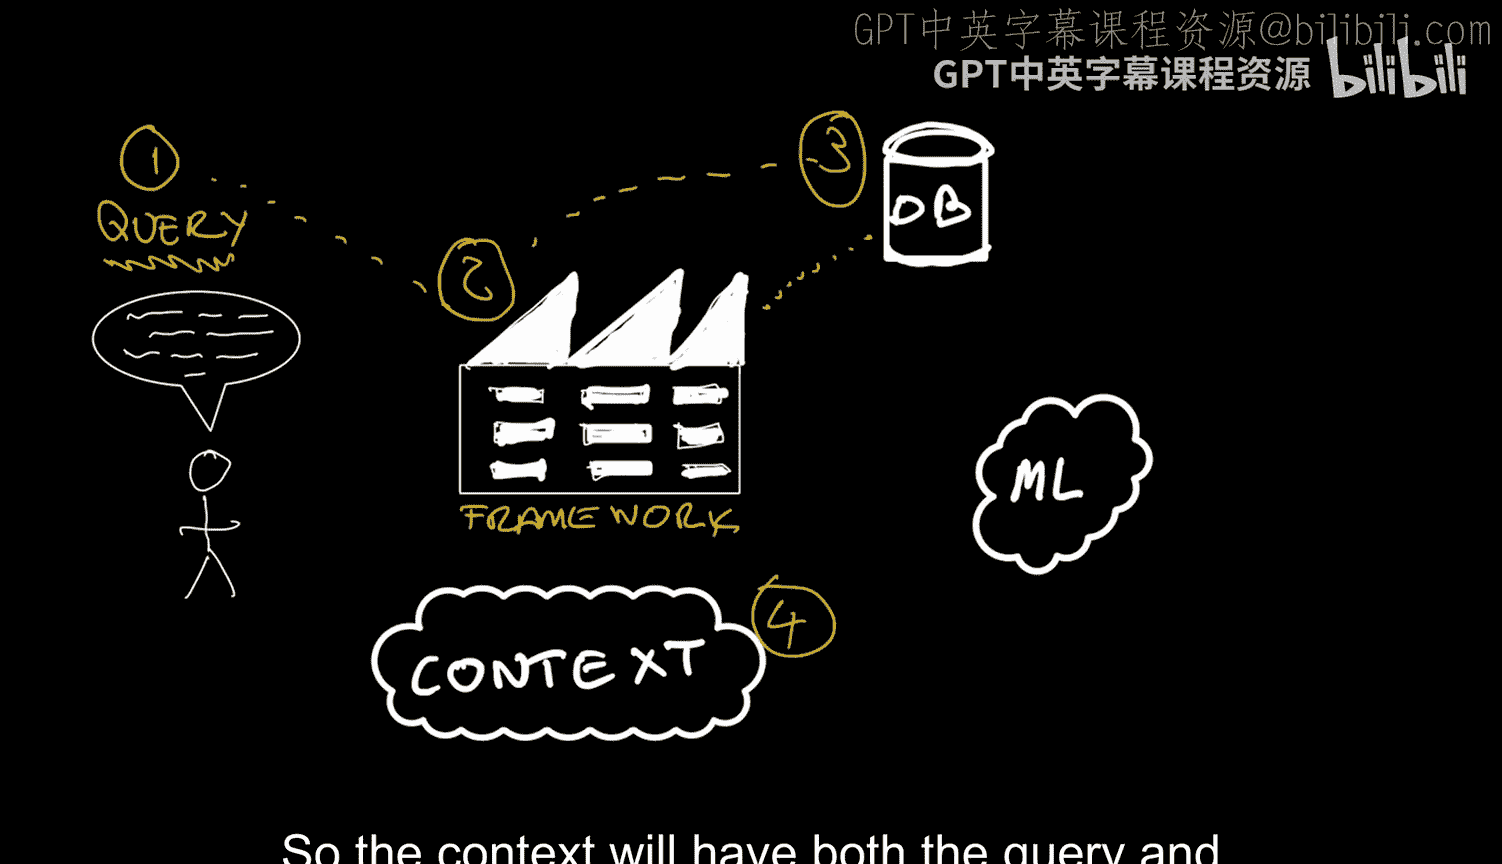 GPT中英字幕课程资源@bilibili.com
GPT中英字幕课程资源 bilibili
1
QUERY
2
3
DB
FRAMEWORK
ML
4
CONTEXT
So the context will have both the query and